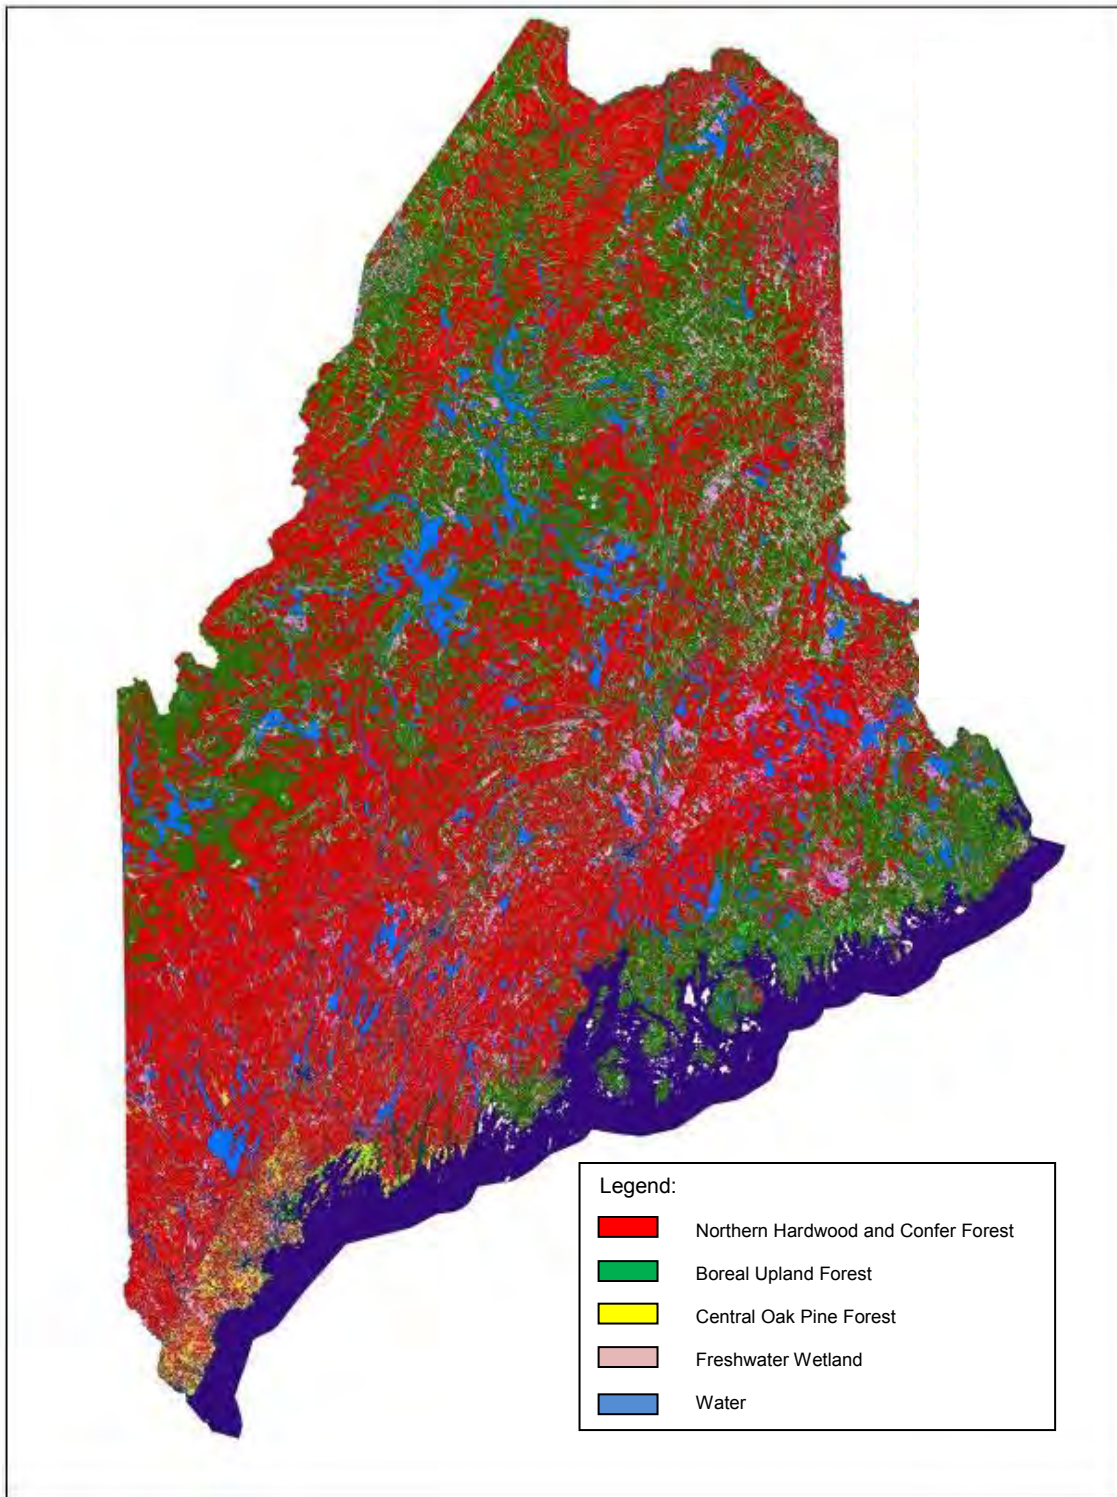 Legend:
Northern Hardwood and Confer Forest
Boreal Upland Forest
Central Oak Pine Forest
Freshwater Wetland
Water